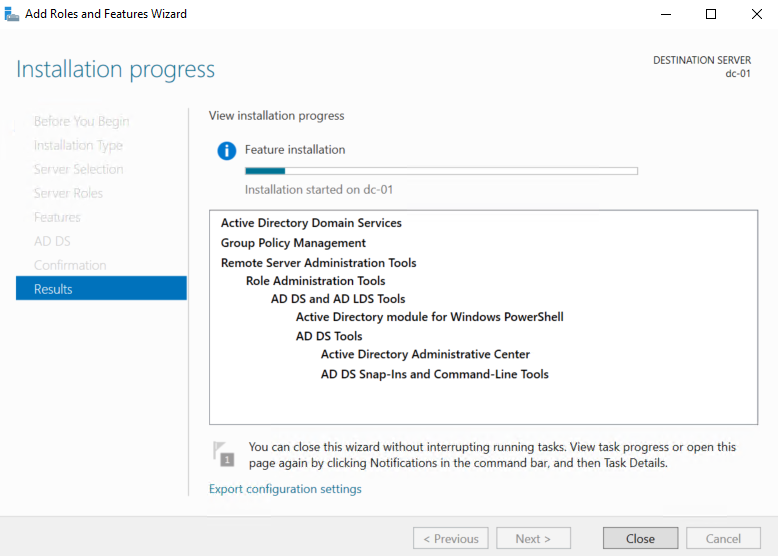 Add Roles and Features Wizard
Installation progress
DESTINATION SERVER
dc-01
Before You Begin
Installation Type
Server Selection
Server Roles
Features
AD DS
Confirmation
Results
View installation progress
Feature installation
Installation started on dc-01
Active Directory Domain Services
Group Policy Management
Remote Server Administration Tools
Role Administration Tools
AD DS and AD LDS Tools
Active Directory module for Windows PowerShell
AD DS Tools
Active Directory Administrative Center
AD DS Snap-Ins and Command-Line Tools
1
You can close this wizard without interrupting running tasks. View task progress or open this
page again by clicking Notifications in the command bar, and then Task Details.
Export configuration settings
< Previous
Next >
Close
Cancel